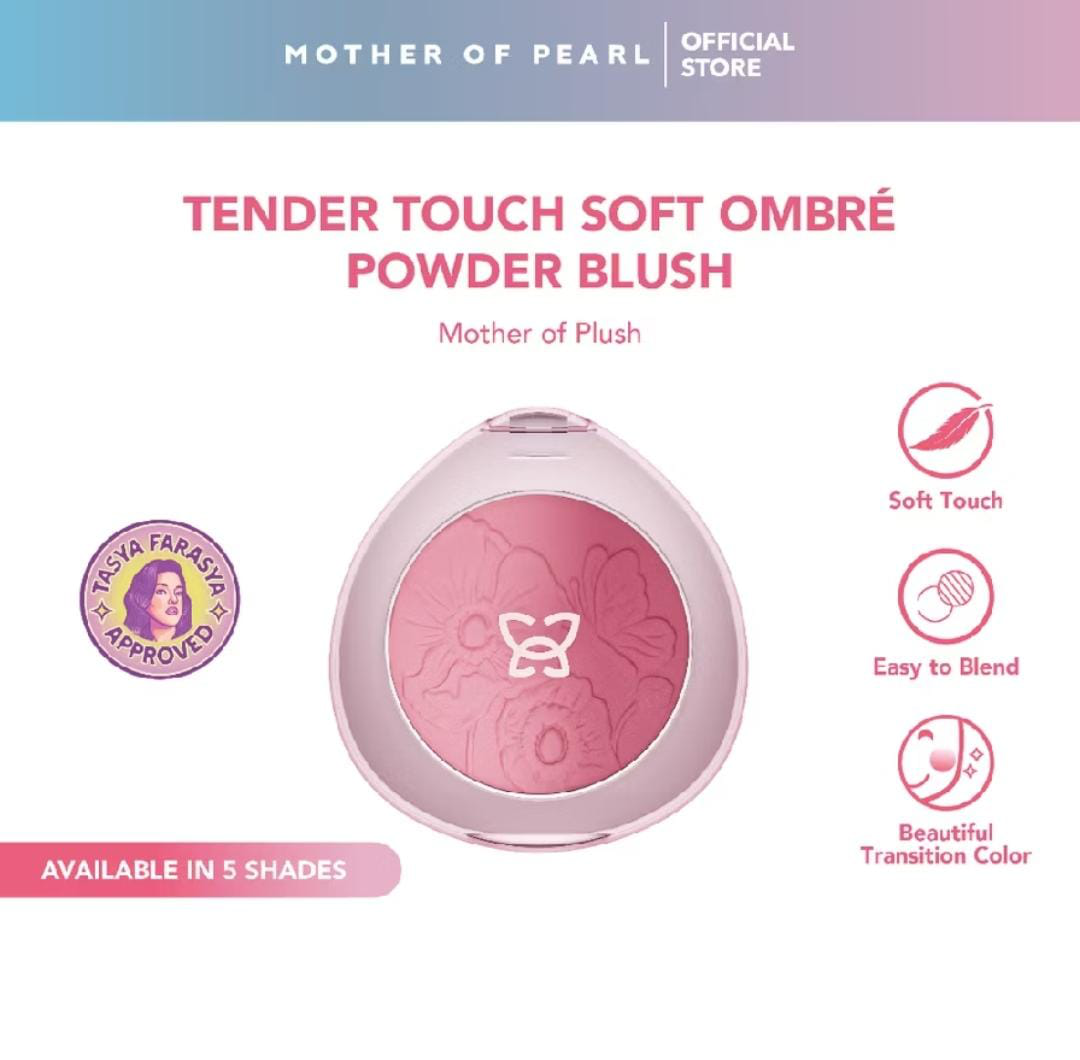 MOTHER OF PEARL
OFFICIAL
STORE
TENDER TOUCH SOFT OMBRÉ
POWDER BLUSH
Mother of Plush
Soft Touch
TASYA FARASYA
APPROVED
Easy to Blend
Beautiful
Transition Color
AVAILABLE IN 5 SHADES